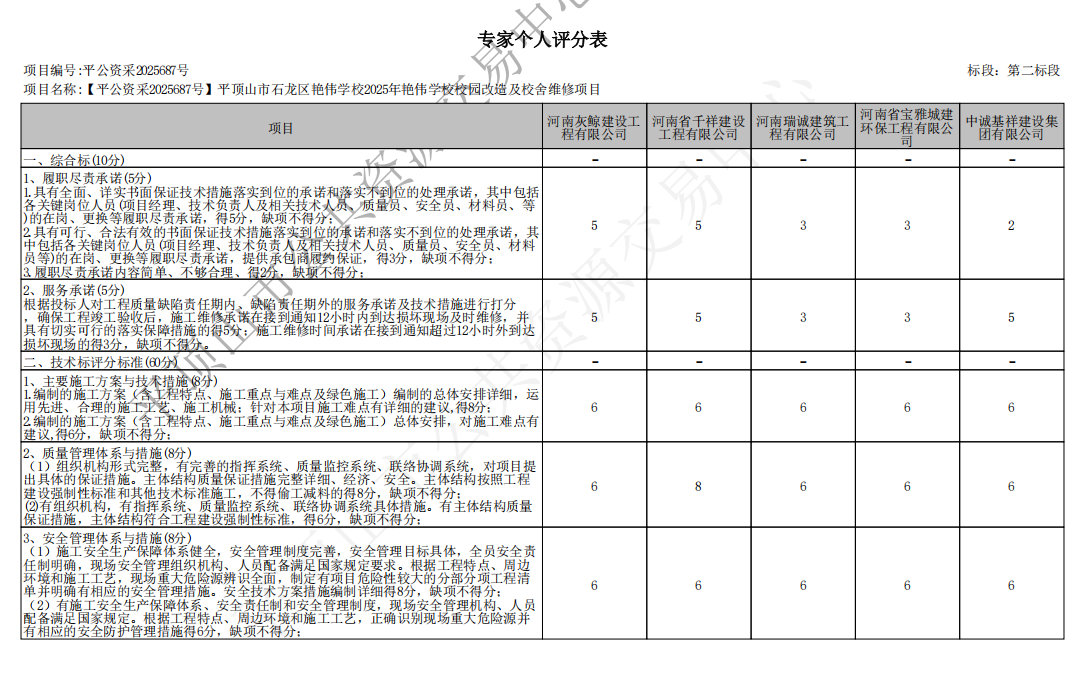 专家个人评分表
项目编号:平公资采2025687号
标段：第二标段
项目名称:【平公资采2025687号】平顶山市石龙区艳伟学校2025年艳伟学校校园改造及校舍维修项目
项目
河南灰鲸建设工
程有限公司
河南省千祥建设
工程有限公司
河南瑞诚建筑工
程有限公司
河南省宝雅城建
环保工程有限公
司
中诚基祥建设集
团有限公司
一、综合标(10分)
- - - - -
1、履职尽责承诺(5分)
1.具有全面、详实书面保证技术措施落实到位的承诺和落实不到位的处理承诺，其中包括
各关键岗位人员(项目经理、技术负责人及相关技术人员、质量员、安全员、材料员、等
)的在岗、更换等履职尽责承诺，得5分，缺项不得分；
2.具有可行、合法有效的书面保证技术措施落实到位的承诺和落实不到位的处理承诺，其
中包括各关键岗位人员(项目经理、技术负责人及相关技术人员、质量员、安全员、材料
员等)的在岗、更换等履职尽责承诺，提供承包商履约保证，得3分，缺项不得分；
3.履职尽责承诺内容简单、不够合理、得2分，缺项不得分；
5 5 3 3 2
2、服务承诺(5分)
根据投标人对工程质量缺陷责任期内、缺陷责任期外的服务承诺及技术措施进行打分
，确保工程竣工验收后，施工维修承诺在接到通知12小时内到达损坏现场及时维修，并
具有切实可行的落实保障措施的得5分；施工维修时间承诺在接到通知超过12小时外到达
损坏现场的得3分，缺项不得分。
5 5 3 3 5
二、技术标评分标准(60分)
- - - - -
1、主要施工方案与技术措施(8分)
1.编制的施工方案（含工程特点、施工重点与难点及绿色施工）编制的总体安排详细，运
用先进、合理的施工工艺、施工机械；针对本项目施工难点有详细的建议,得8分；
2.编制的施工方案（含工程特点、施工重点与难点及绿色施工）总体安排，对施工难点有
建议,得6分，缺项不得分；
6 6 6 6 6
2、质量管理体系与措施(8分)
（1）组织机构形式完整，有完善的指挥系统、质量监控系统、联络协调系统，对项目提
出具体的保证措施。主体结构质量保证措施完整详细、经济、安全。主体结构按照工程
建设强制性标准和其他技术标准施工，不得偷工减料的得8分，缺项不得分；
(2)有组织机构，有指挥系统、质量监控系统、联络协调系统具体措施。有主体结构质量
保证措施，主体结构符合工程建设强制性标准，得6分，缺项不得分；
6 8 6 6 6
3、安全管理体系与措施(8分)
（1）施工安全生产保障体系健全，安全管理制度完善，安全管理目标具体，全员安全责
任制明确，现场安全管理组织机构、人员配备满足国家规定要求。根据工程特点、周边
环境和施工工艺，现场重大危险源辨识全面，制定有项目危险性较大的分部分项工程清
单并明确有相应的安全管理措施。安全技术方案措施编制详细得8分，缺项不得分；
（2）有施工安全生产保障体系、安全责任制和安全管理制度，现场安全管理机构、人员
配备满足国家规定。根据工程特点、周边环境和施工工艺，正确识别现场重大危险源并
有相应的安全防护管理措施得6分，缺项不得分；
6 6 6 6 6
平顶山市公共资源交易中心
公共资源交易中心